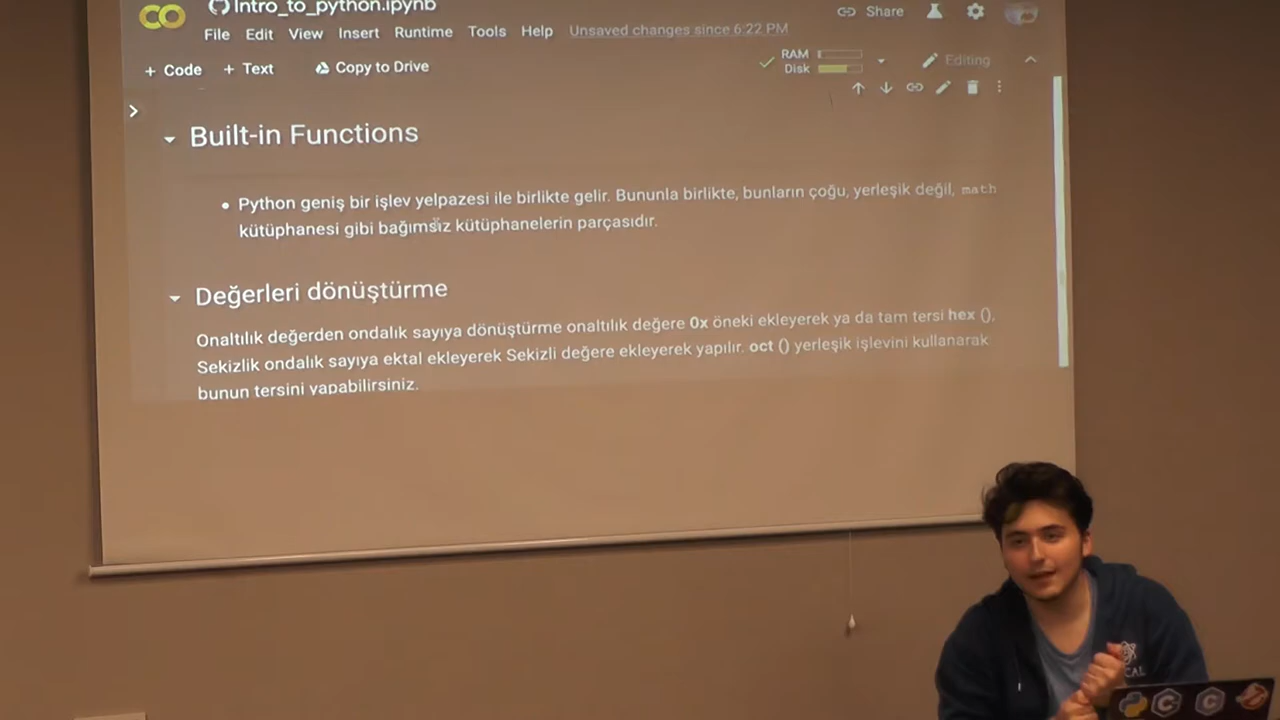 Intro_to_python.ipynb
Share
File Edit View Insert Runtime Tools Help Unsaved changes since 6:22 PM
+ Code + Text Copy to Drive
RAM
Disk
Editing
Built-in Functions
Python geniş bir işlev yelpazesi ile birlikte gelir. Bununla birlikte, bunların çoğu, yerleşik değil, math
kütüphanesi gibi bağımsız kütüphanelerin parçasıdır.
Değerleri dönüştürme
Onaltılık değerden ondalık sayıya dönüştürme onaltılık değere 0x öneki ekleyerek ya da tam tersi hex (),
Sekizlik ondalık sayıya ektal ekleyerek Sekizli değere ekleyerek yapılır. oct () yerleşik işlevini kullanarak
bunun tersini yapabilirsiniz.
C
C